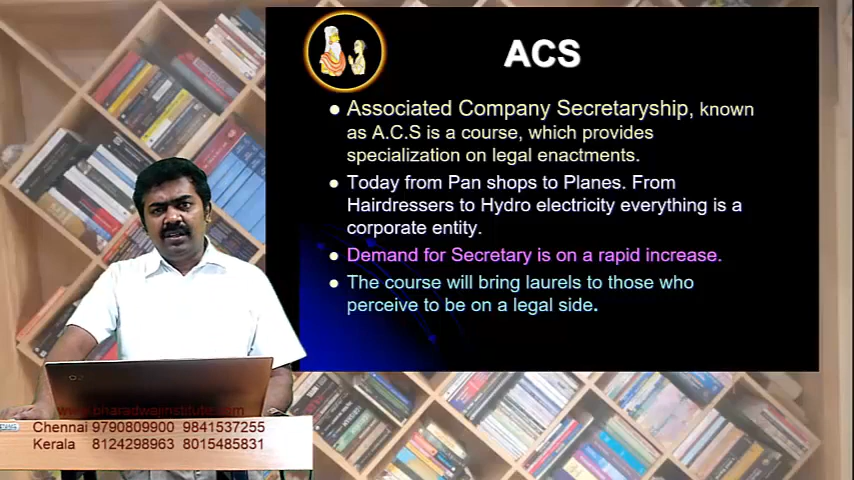 ACS
Associated Company Secretaryship, known
as A.C.S is a course, which provides
specialization on legal enactments.
Today from Pan shops to Planes. From
Hairdressers to Hydro electricity everything is a
corporate entity.
Demand for Secretary is on a rapid increase.
The course will bring laurels to those who
perceive to be on a legal side.
www.bharadwajinstitute.com
Chennai 9790809900 9841537255
Kerala 8124298963 8015485831